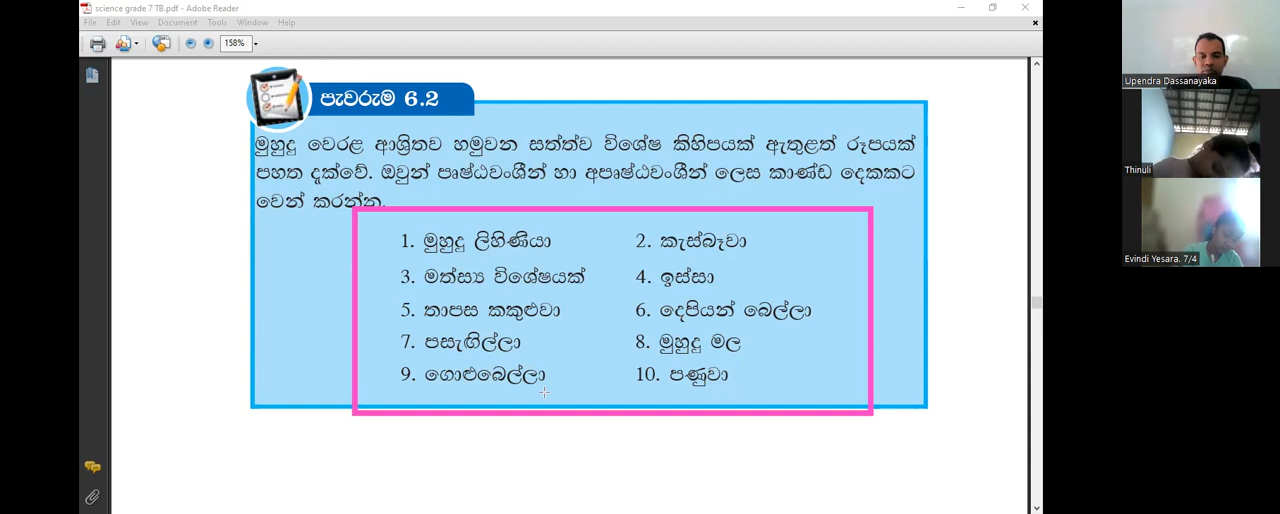 science grade 7 TB.pdf - Adobe Reader
File Edit View Document Tools Window Help
158%
පැවරුම 6.2
මුහුදු වෙරළ ආශ්‍රිතව හමුවන සත්ත්ව විශේෂ කිහිපයක් ඇතුළත් රූපයක්
පහත දැක්වේ. ඔවුන් පෘෂ්ඨවංශීන් හා අපෘෂ්ඨවංශීන් ලෙස කාණ්ඩ දෙකකට
වෙන් කරන්න.
1. මුහුදු ලිහිණියා 2. කැස්බෑවා
3. මත්ස්‍ය විශේෂයක් 4. ඉස්සා
5. තාපස කකුළුවා 6. දෙපියන් බෙල්ලා
7. පසැඟිල්ලා 8. මුහුදු මල
9. ගොළුබෙල්ලා 10. පණුවා
Upendra Dassanayaka
Thinuli
Evindi Yesara. 7/4